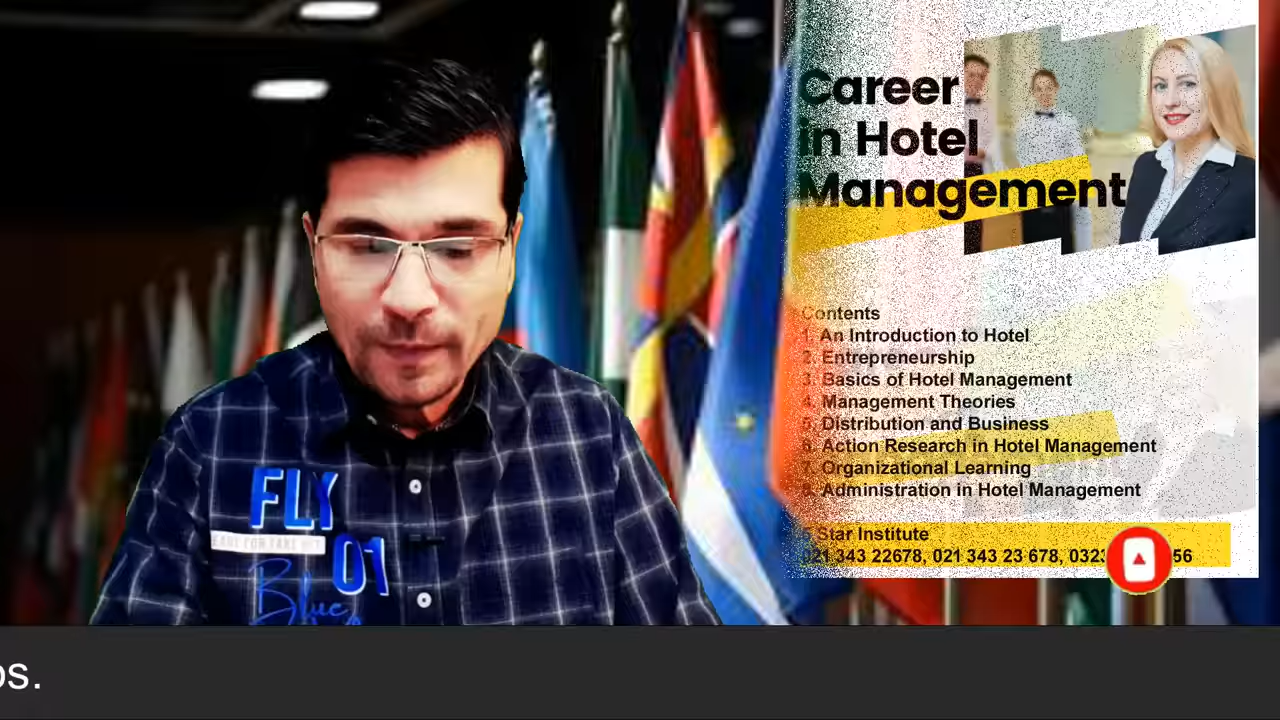 Career
in Hotel
Management
Contents
1. An Introduction to Hotel
2. Entrepreneurship
3. Basics of Hotel Management
4. Management Theories
5. Distribution and Business
6. Action Research in Hotel Management
7. Organizational Learning
8. Administration in Hotel Management
Star Institute
021 343 22678, 021 343 23 678, 0323 56
FLY
01
Blue
os.